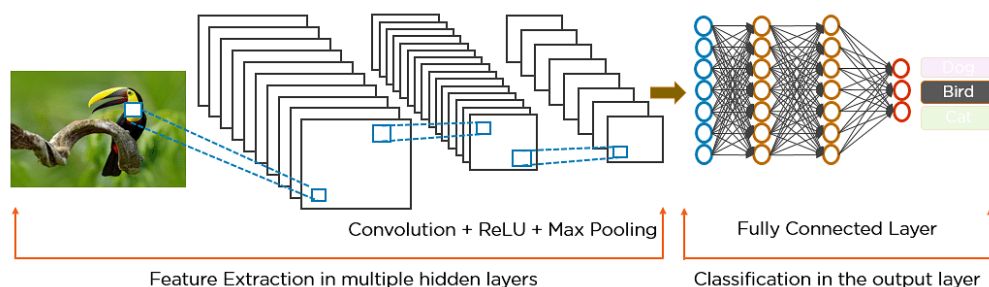 Dog
Bird
Cat
Convolution + ReLU + Max Pooling
Fully Connected Layer
Feature Extraction in multiple hidden layers
Classification in the output layer